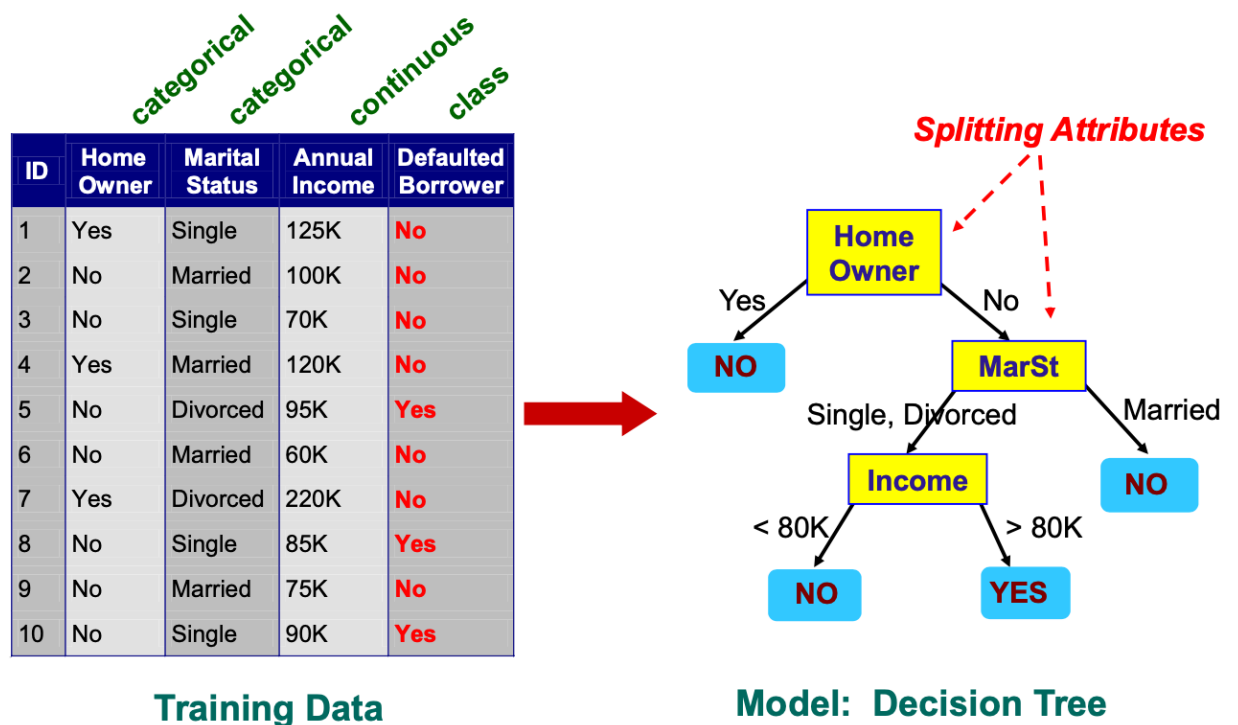 categorical categorical continuous class
ID Home Owner Marital Status Annual Income Defaulted Borrower
1 Yes Single 125K No
2 No Married 100K No
3 No Single 70K No
4 Yes Married 120K No
5 No Divorced 95K Yes
6 No Married 60K No
7 Yes Divorced 220K No
8 No Single 85K Yes
9 No Married 75K No
10 No Single 90K Yes
Training Data
Splitting Attributes
Home
Owner
Yes No
NO MarSt
Single, Divorced Married
Income NO
< 80K > 80K
NO YES
Model: Decision Tree